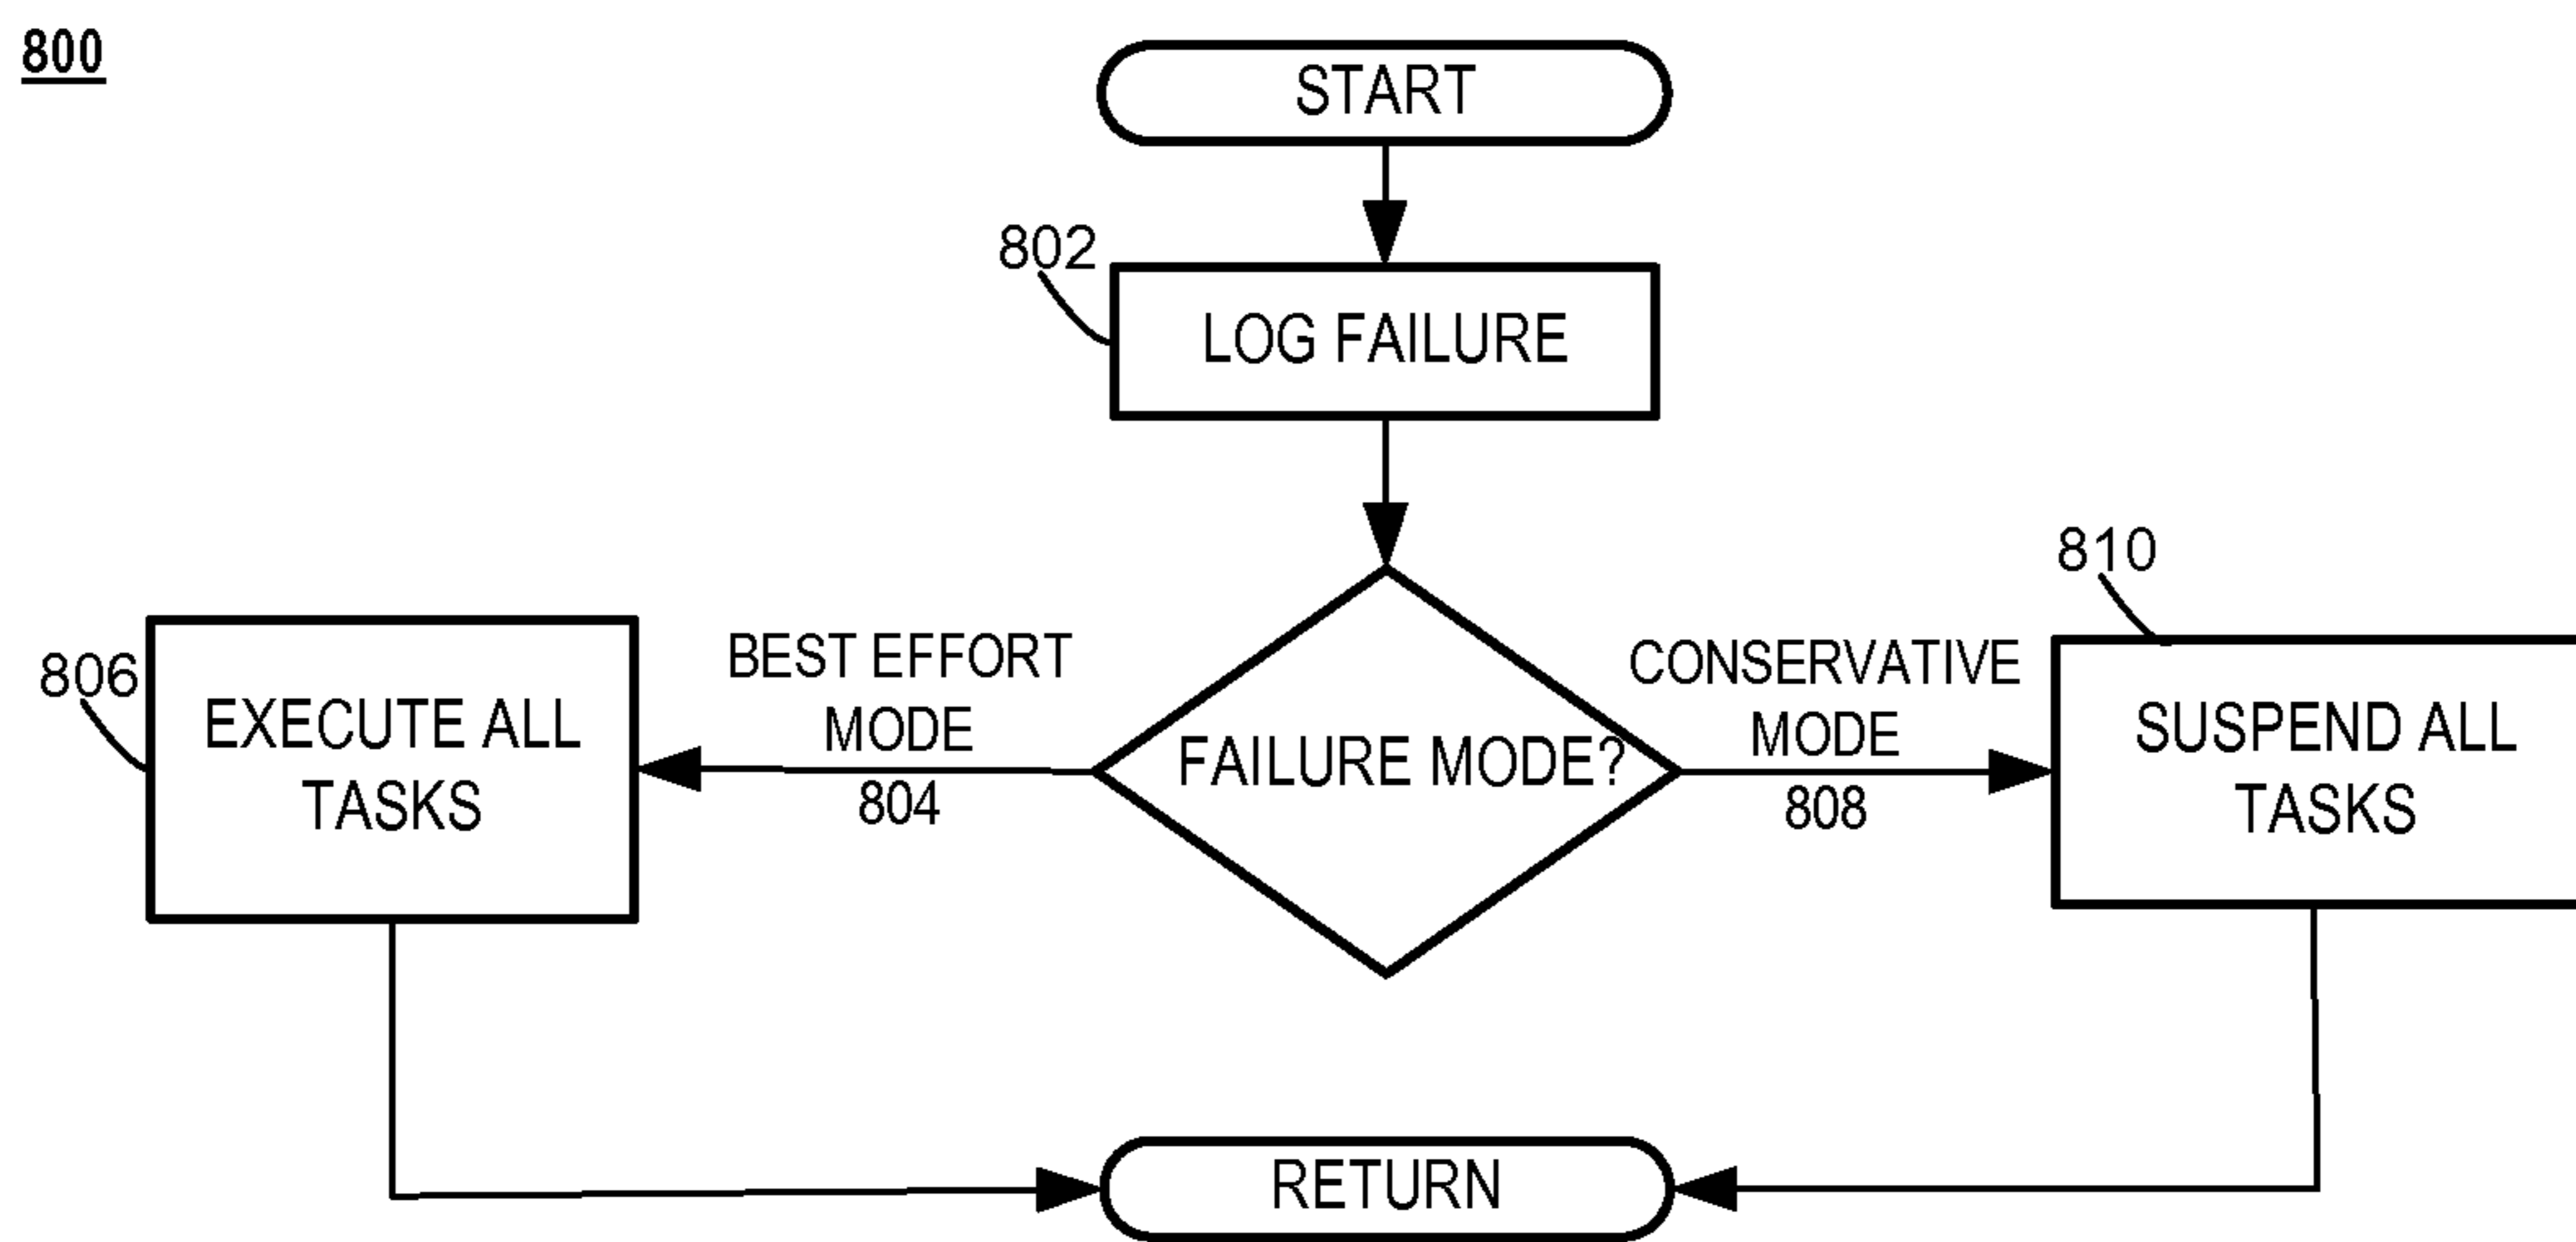 800
START
802
LOG FAILURE
FAILURE MODE?
BEST EFFORT
MODE
804
806
EXECUTE ALL
TASKS
CONSERVATIVE
MODE
808
810
SUSPEND ALL
TASKS
RETURN